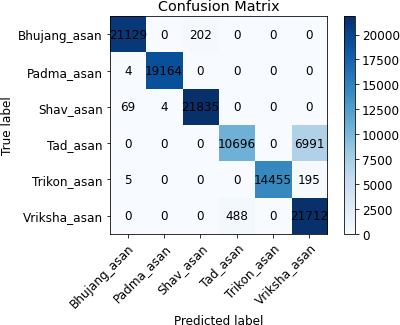 Confusion Matrix
True label
Bhujang_asan 21129 0 202 0 0 0
Padma_asan 4 19164 0 0 0 0
Shav_asan 69 4 21835 0 0 0
Tad_asan 0 0 0 10696 0 6991
Trikon_asan 5 0 0 0 14455 195
Vriksha_asan 0 0 0 488 0 21712
Bhujang_asan Padma_asan Shav_asan Tad_asan Trikon_asan Vriksha_asan
Predicted label
20000
17500
15000
12500
10000
7500
5000
2500
0